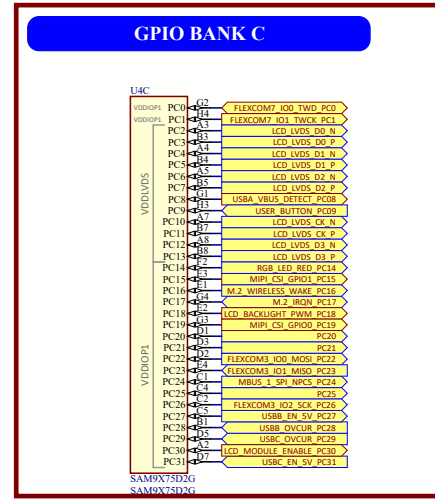 GPIO BANK C
U4C
VDDIOP1 PC0 G2 FLEXCOM7_IO0_TWD_PC0
VDDIOP1 PC1 H4 FLEXCOM7_IO1_TWCK_PC1
PC2 A3 LCD_LVDS_D0_N
PC3 B3 LCD_LVDS_D0_P
PC4 A4 LCD_LVDS_D1_N
PC5 B4 LCD_LVDS_D1_P
PC6 A5 LCD_LVDS_D2_N
PC7 B5 LCD_LVDS_D2_P
PC8 G1 USBA_VBUS_DETECT_PC08
PC9 H3 USER_BUTTON_PC09
PC10 A7 LCD_LVDS_CK_N
PC11 B7 LCD_LVDS_CK_P
PC12 A8 LCD_LVDS_D3_N
PC13 B8 LCD_LVDS_D3_P
VDDLVDS
PC14 F2 RGB_LED_RED_PC14
PC15 E3 MIPI_CSI_GPIO1_PC15
PC16 E1 M.2_WIRELESS_WAKE_PC16
PC17 G4 M.2_IRQN_PC17
PC18 E2 LCD_BACKLIGHT_PWM_PC18
PC19 G3 MIPI_CSI_GPIO0_PC19
PC20 D1 PC20
PC21 D3 PC21
PC22 D2 FLEXCOM3_IO0_MOSI_PC22
PC23 F4 FLEXCOM3_IO1_MISO_PC23
PC24 C1 MBUS_1_SPI_NPCS_PC24
PC25 C4 PC25
PC26 C2 FLEXCOM3_IO2_SCK_PC26
PC27 C5 USBB_EN_5V_PC27
PC28 B1 USBB_OVCUR_PC28
PC29 D5 USBC_OVCUR_PC29
PC30 A2 LCD_MODULE_ENABLE_PC30
PC31 D7 USBC_EN_5V_PC31
VDDIOP1
SAM9X75D2G
SAM9X75D2G